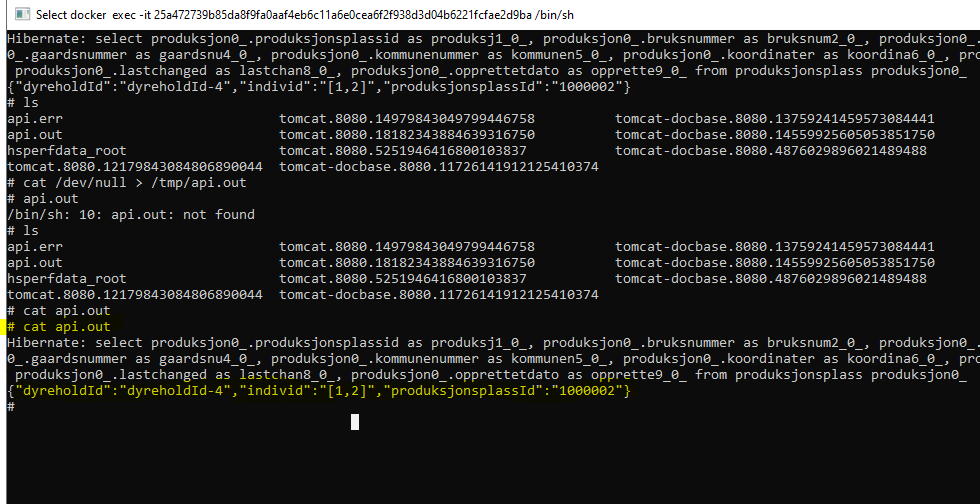 Select docker  exec -it 25a472739b85da8f9fa0aaf4eb6c11a6e0cea6f2f938d3d04b6221fcfae2d9ba /bin/sh
Hibernate: select produksjon0_.produksjonsplassid as produksj1_0_, produksjon0_.bruksnummer as bruksnum2_0_, produksjon0_.
0_.gaardsnummer as gaardsnu4_0_, produksjon0_.kommunenummer as kommunen5_0_, produksjon0_.koordinater as koordina6_0_, pro
 produksjon0_.lastchanged as lastchan8_0_, produksjon0_.opprettetdato as opprette9_0_ from produksjonsplass produksjon0_
{"dyreholdId":"dyreholdId-4","individ":"[1,2]","produksjonsplassId":"1000002"}
# ls
api.err                           tomcat.8080.14979843049799446758          tomcat-docbase.8080.13759241459573084441
api.out                           tomcat.8080.18182343884639316750          tomcat-docbase.8080.14559925605053851750
hsperfdata_root                   tomcat.8080.5251946416800103837           tomcat-docbase.8080.4876029896021489488
tomcat.8080.12179843084806890044  tomcat-docbase.8080.11726141912125410374
# cat /dev/null > /tmp/api.out
# api.out
/bin/sh: 10: api.out: not found
# ls
api.err                           tomcat.8080.14979843049799446758          tomcat-docbase.8080.13759241459573084441
api.out                           tomcat.8080.18182343884639316750          tomcat-docbase.8080.14559925605053851750
hsperfdata_root                   tomcat.8080.5251946416800103837           tomcat-docbase.8080.4876029896021489488
tomcat.8080.12179843084806890044  tomcat-docbase.8080.11726141912125410374
# cat api.out
# cat api.out
Hibernate: select produksjon0_.produksjonsplassid as produksj1_0_, produksjon0_.bruksnummer as bruksnum2_0_, produksjon0_.
0_.gaardsnummer as gaardsnu4_0_, produksjon0_.kommunenummer as kommunen5_0_, produksjon0_.koordinater as koordina6_0_, pro
 produksjon0_.lastchanged as lastchan8_0_, produksjon0_.opprettetdato as opprette9_0_ from produksjonsplass produksjon0_
{"dyreholdId":"dyreholdId-4","individ":"[1,2]","produksjonsplassId":"1000002"}
#